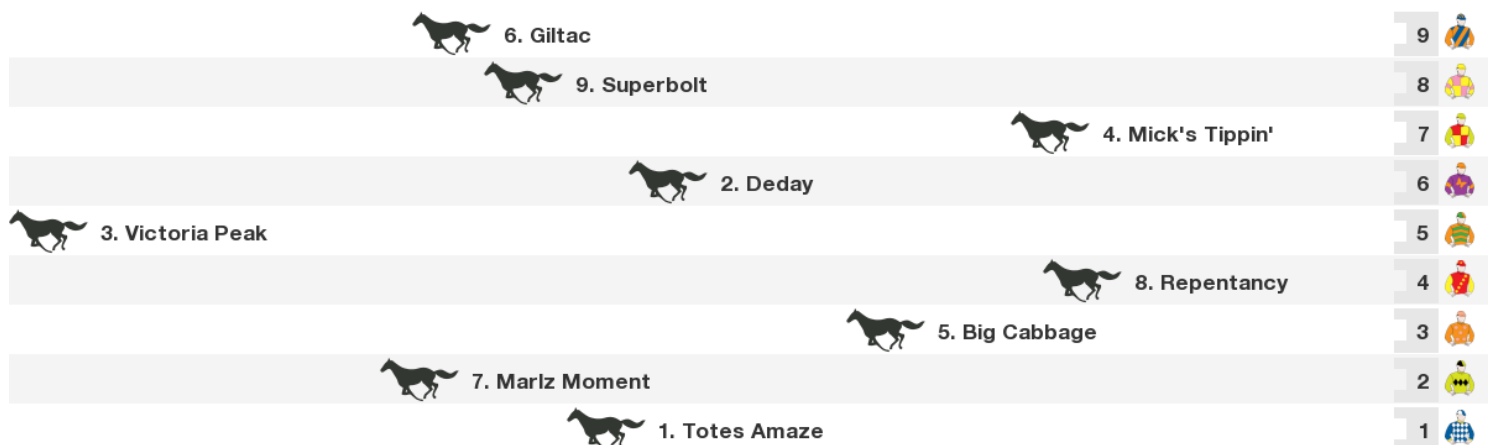 6. Giltac 9
9. Superbolt 8
4. Mick's Tippin' 7
2. Deday 6
3. Victoria Peak 5
8. Repentancy 4
5. Big Cabbage 3
7. Marlz Moment 2
1. Totes Amaze 1